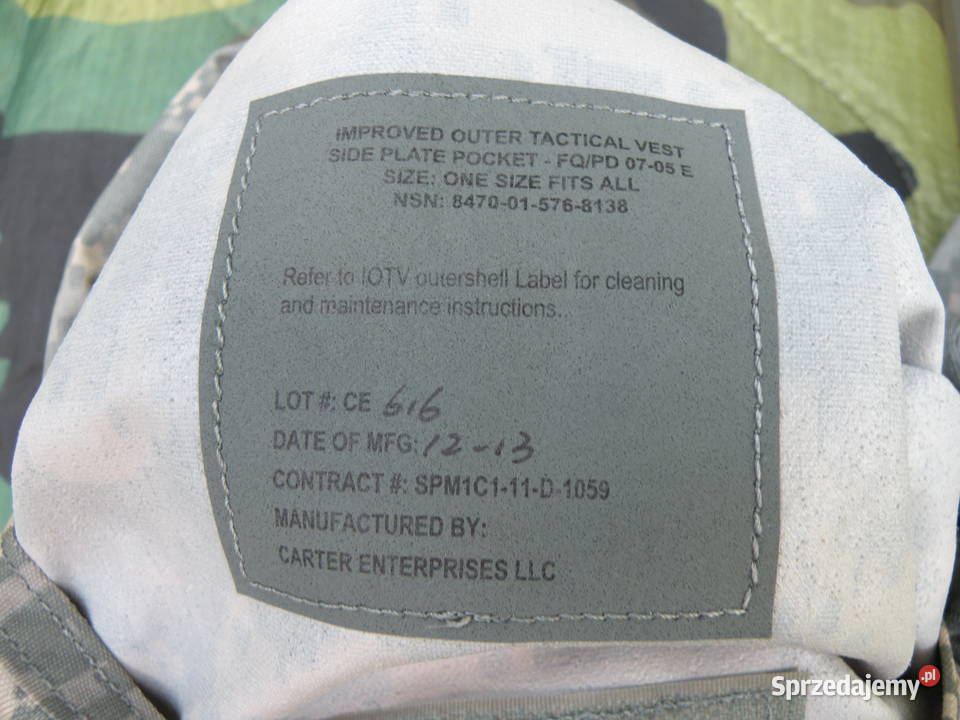 IMPROVED OUTER TACTICAL VEST
SIDE PLATE POCKET - FQ/PD 07-05 E
SIZE: ONE SIZE FITS ALL
NSN: 8470-01-576-8138
Refer to IOTV outershell Label for cleaning
and maintenance instructions..
LOT #: CE 616
DATE OF MFG: 12-13
CONTRACT #: SPM1C1-11-D-1059
MANUFACTURED BY:
CARTER ENTERPRISES LLC
Sprzedajemy.pl